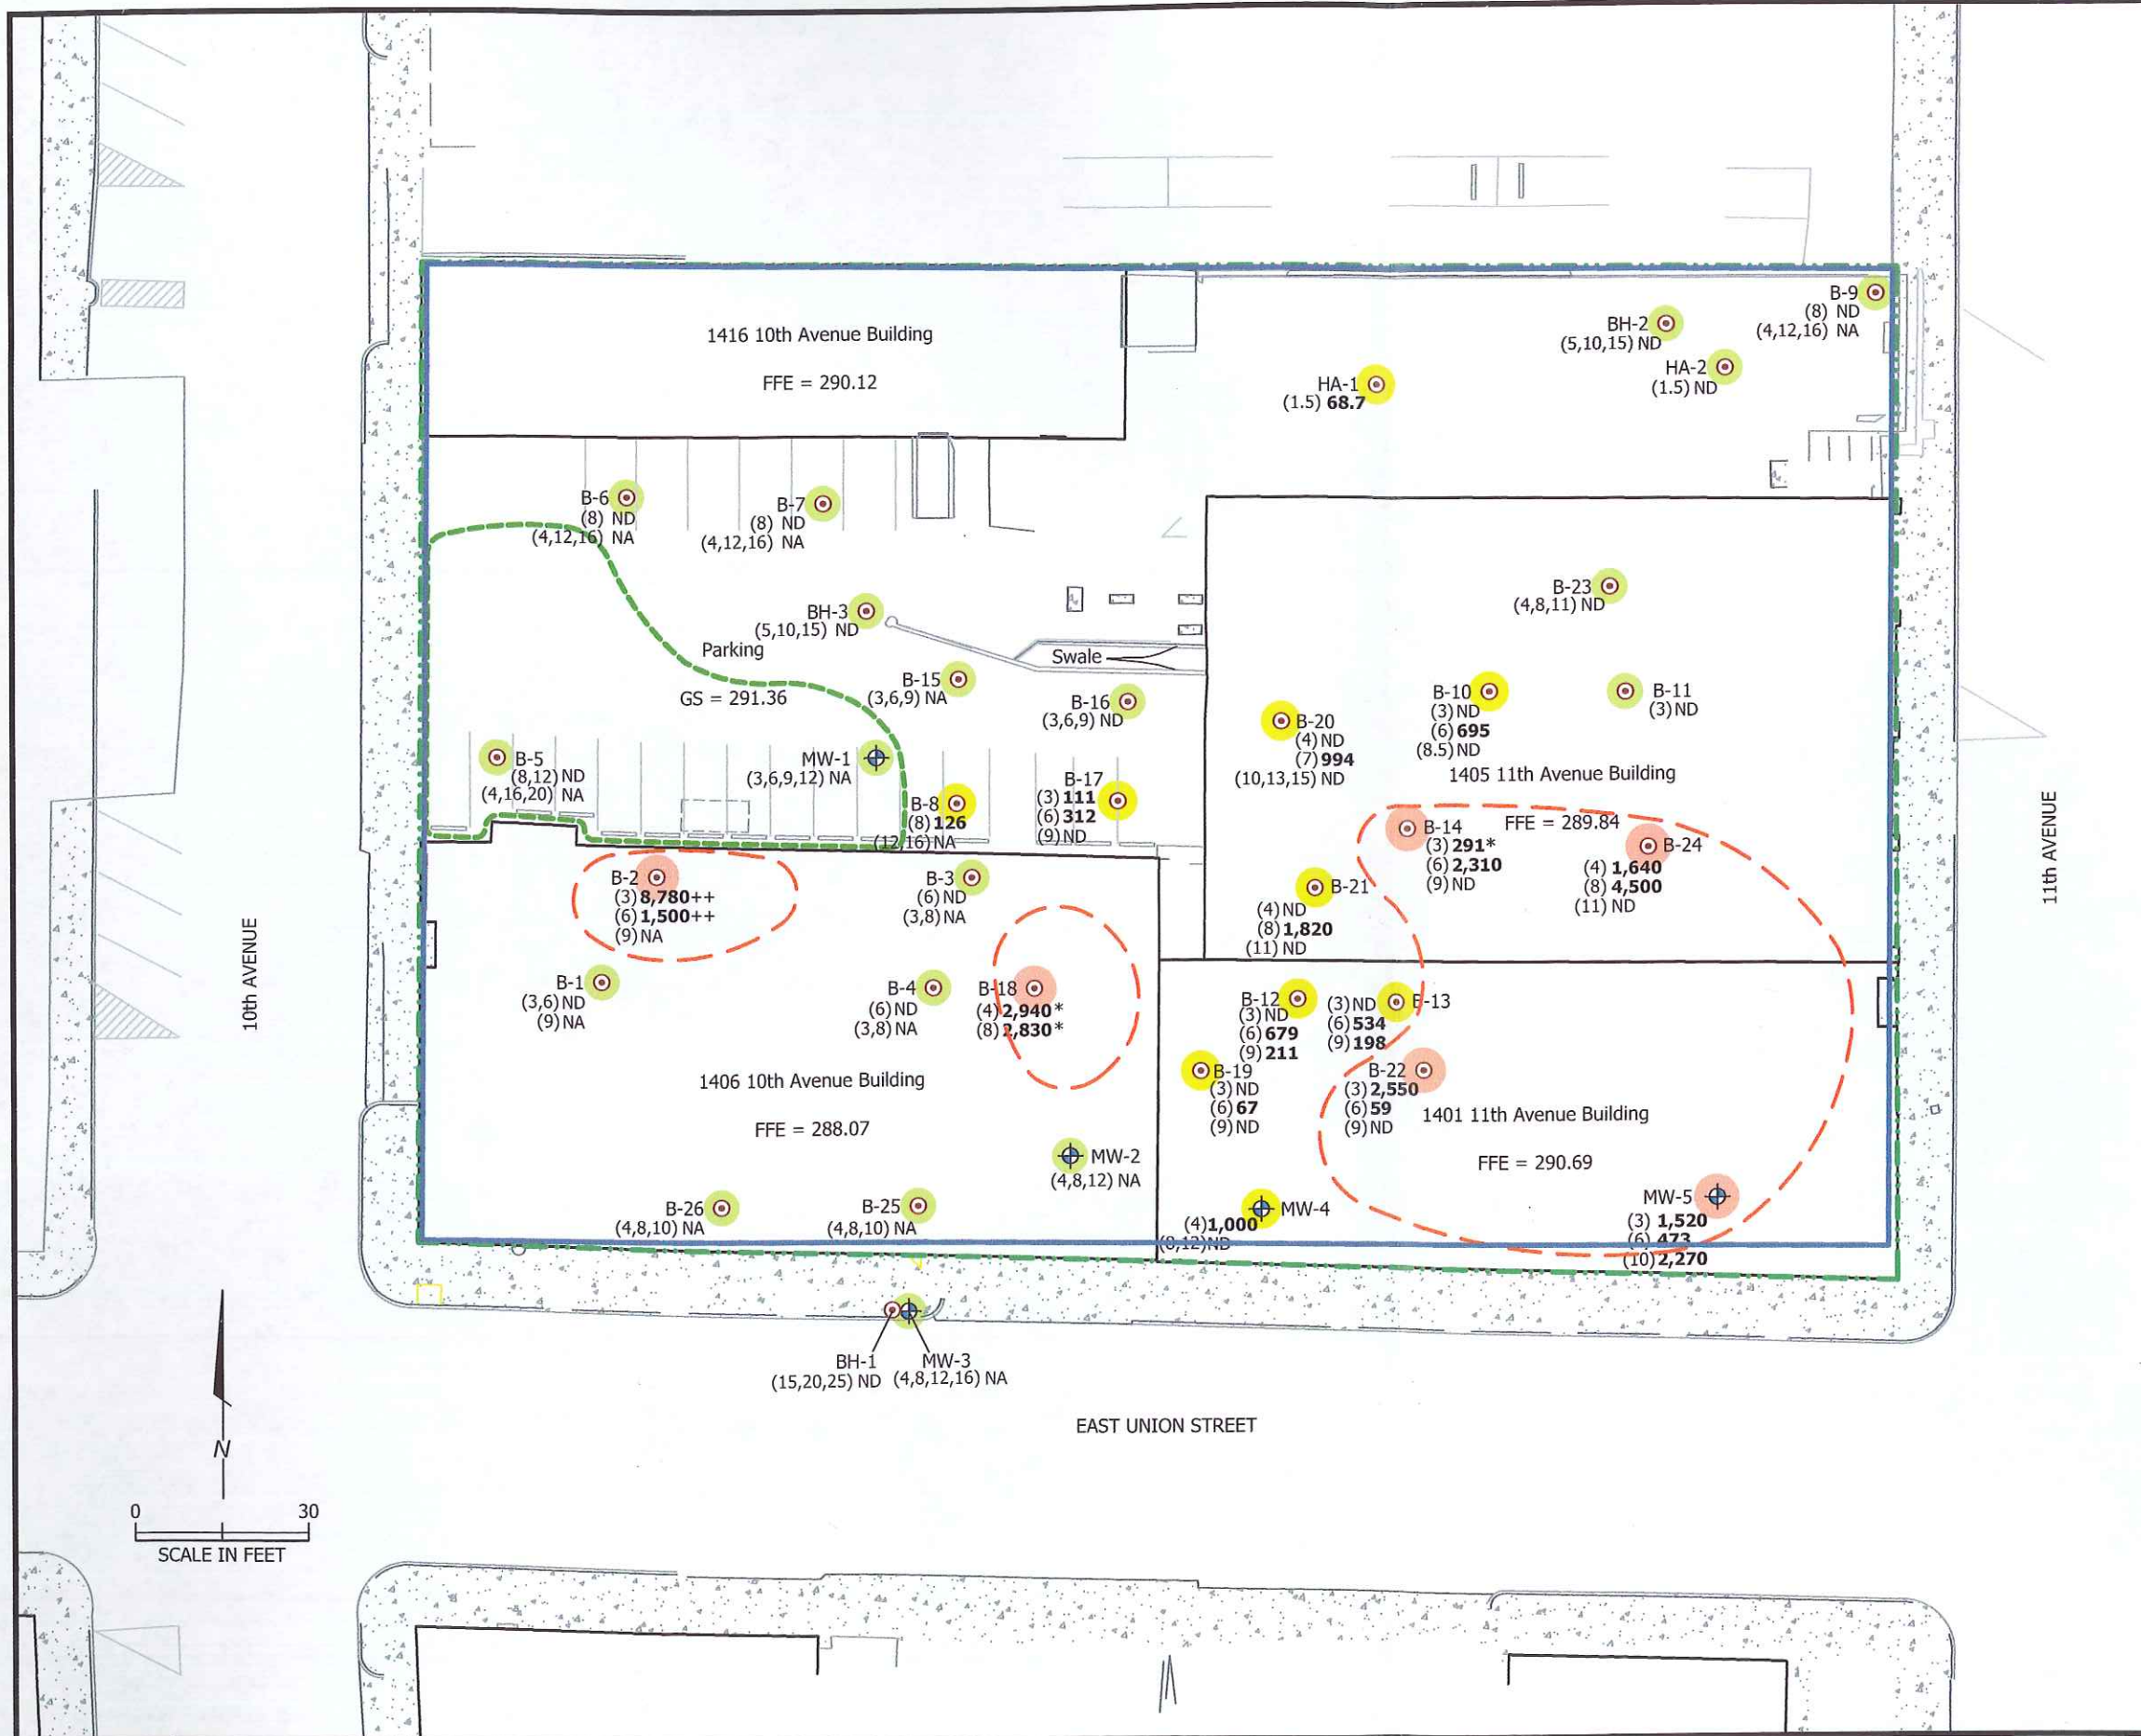 1416 10th Avenue Building
FFE = 290.12
B-9
(8) ND
(4,12,16) NA
BH-2
(5,10,15) ND
HA-2
(1.5) ND
HA-1
(1.5) 68.7
B-6
(8) ND
(4,12,16) NA
B-7
(8) ND
(4,12,16) NA
BH-3
(5,10,15) ND
Parking
GS = 291.36
Swale
B-15
(3,6,9) NA
B-16
(3,6,9) ND
B-23
(4,8,11) ND
B-10
(3) ND
(6) 695
(8.5) ND
B-11
(3) ND
B-20
(4) ND
(7) 994
(10,13,15) ND
1405 11th Avenue Building
FFE = 289.84
B-5
(8,12) ND
(4,16,20) NA
MW-1
(3,6,9,12) NA
B-8
(8) 126
(12,16) NA
B-17
(3) 111
(6) 312
(9) ND
B-14
(3) 291*
(6) 2,310
(9) ND
B-24
(4) 1,640
(8) 4,500
(11) ND
B-21
(4) ND
(8) 1,820
(11) ND
B-2
(3) 8,780++
(6) 1,500++
(9) NA
B-3
(6) ND
(3,8) NA
B-1
(3,6) ND
(9) NA
B-4
(6) ND
(3,8) NA
B-18
(4) 2,940*
(8) 2,830*
B-12
(3) ND
(6) 679
(9) 211
B-13
(3) ND
(6) 534
(9) 198
B-19
(3) ND
(6) 67
(9) ND
B-22
(3) 2,550
(6) 59
(9) ND
1406 10th Avenue Building
FFE = 288.07
1401 11th Avenue Building
FFE = 290.69
MW-2
(4,8,12) NA
B-26
(4,8,10) NA
B-25
(4,8,10) NA
MW-4
(4) 1,000
(8,12) ND
MW-5
(3) 1,520
(6) 473
(10) 2,270
BH-1
(15,20,25) ND
MW-3
(4,8,12,16) NA
10th AVENUE
11th AVENUE
EAST UNION STREET
N
0 30
SCALE IN FEET